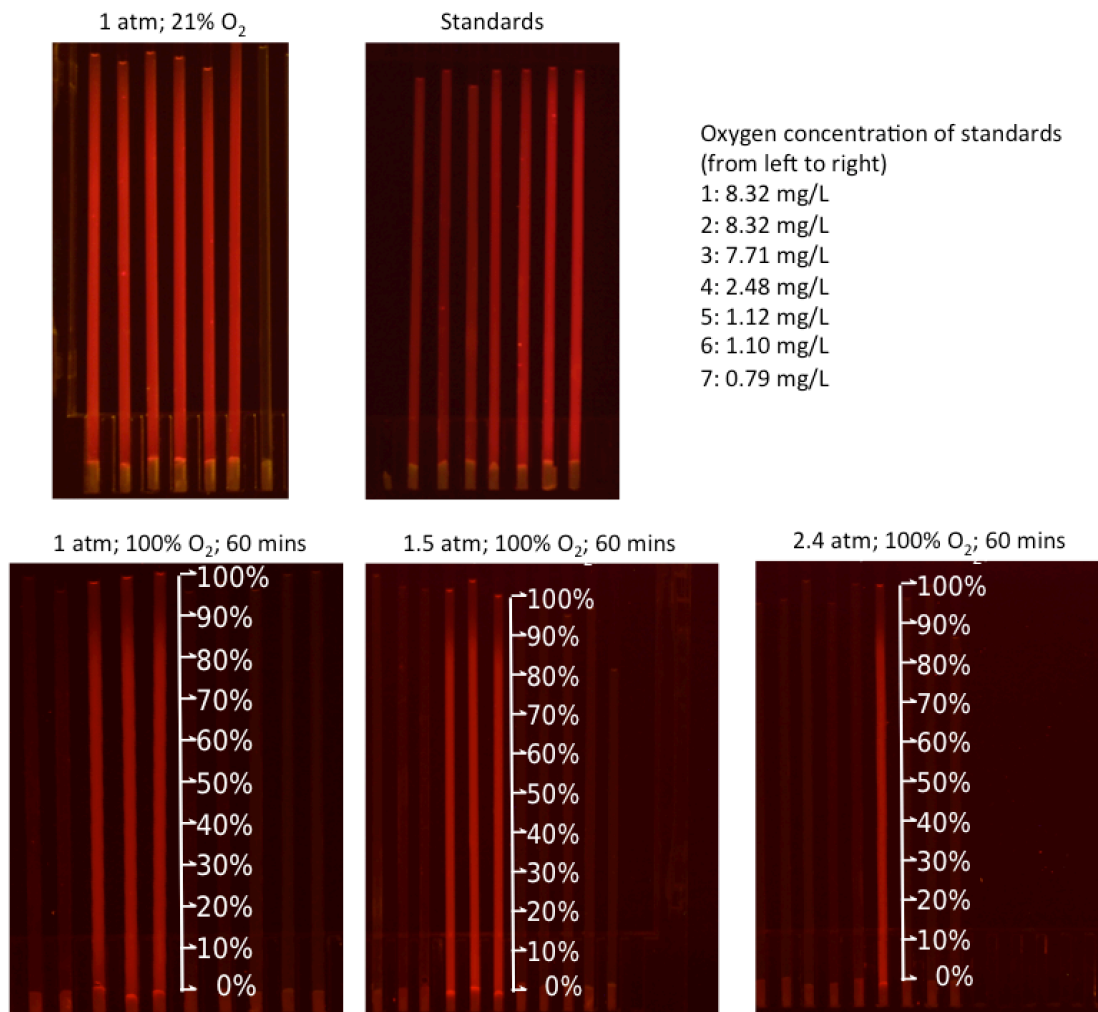 1 atm; 21% O₂
Standards
Oxygen concentration of standards
(from left to right)
1: 8.32 mg/L
2: 8.32 mg/L
3: 7.71 mg/L
4: 2.48 mg/L
5: 1.12 mg/L
6: 1.10 mg/L
7: 0.79 mg/L
1 atm; 100% O₂; 60 mins
100%
90%
80%
70%
60%
50%
40%
30%
20%
10%
0%
1.5 atm; 100% O₂; 60 mins
100%
90%
80%
70%
60%
50%
40%
30%
20%
10%
0%
2.4 atm; 100% O₂; 60 mins
100%
90%
80%
70%
60%
50%
40%
30%
20%
10%
0%